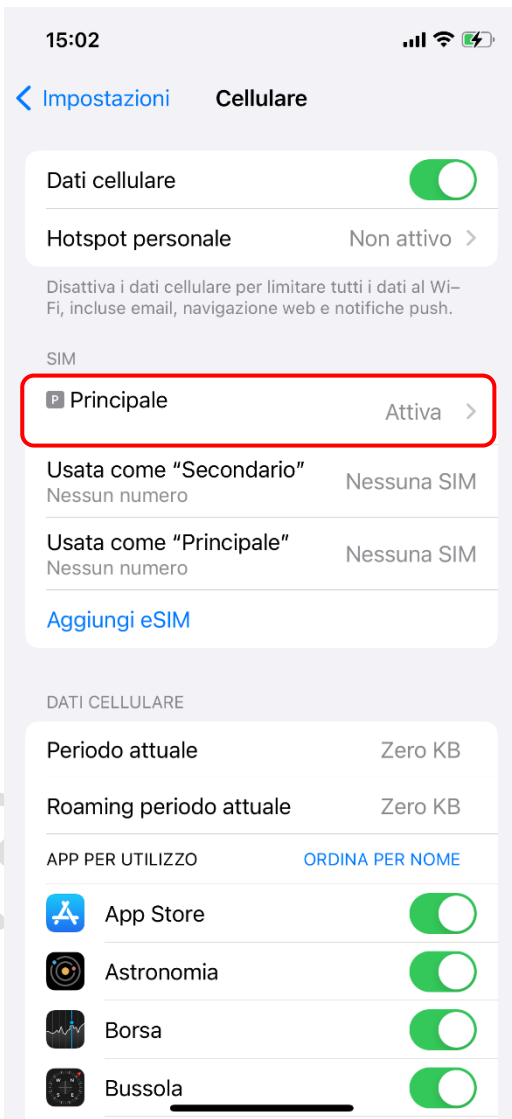 15:02
Impostazioni Cellulare
Dati cellulare
Hotspot personale Non attivo
Disattiva i dati cellulare per limitare tutti i dati al Wi–
Fi, incluse email, navigazione web e notifiche push.
SIM
P Principale Attiva
Usata come “Secondario” Nessuna SIM
Nessun numero
Usata come “Principale” Nessuna SIM
Nessun numero
Aggiungi eSIM
DATI CELLULARE
Periodo attuale Zero KB
Roaming periodo attuale Zero KB
APP PER UTILIZZO ORDINA PER NOME
App Store
Astronomia
Borsa
Bussola